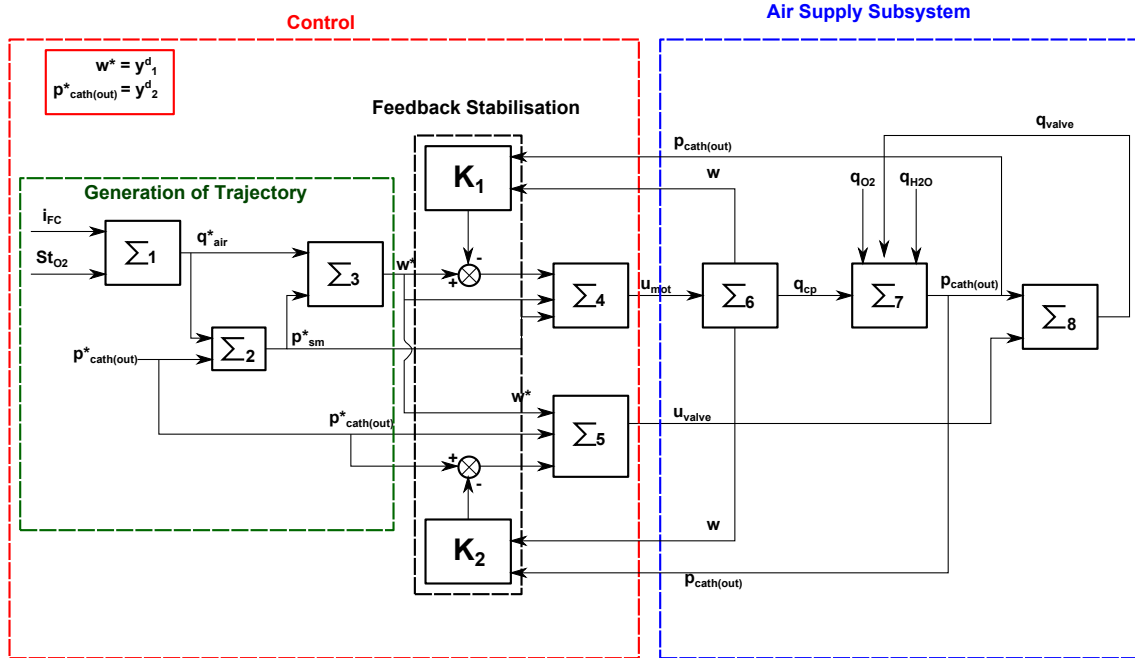 Air Supply Subsystem
Control
w* = y^d_1
p*_cath(out) = y^d_2
Feedback Stabilisation
q_valve
p_cath(out)
K_1
w
q_O2 q_H2O
Generation of Trajectory
i_FC
St_O2
∑_1
q*_air
∑_3
w*
+
-
∑_4
u_mot
∑_6
q_cp
∑_7
p_cath(out)
∑_8
p*_cath(out)
∑_2
p*_sm
w*
p*_cath(out)
∑_5
u_valve
+
-
K_2
w
p_cath(out)